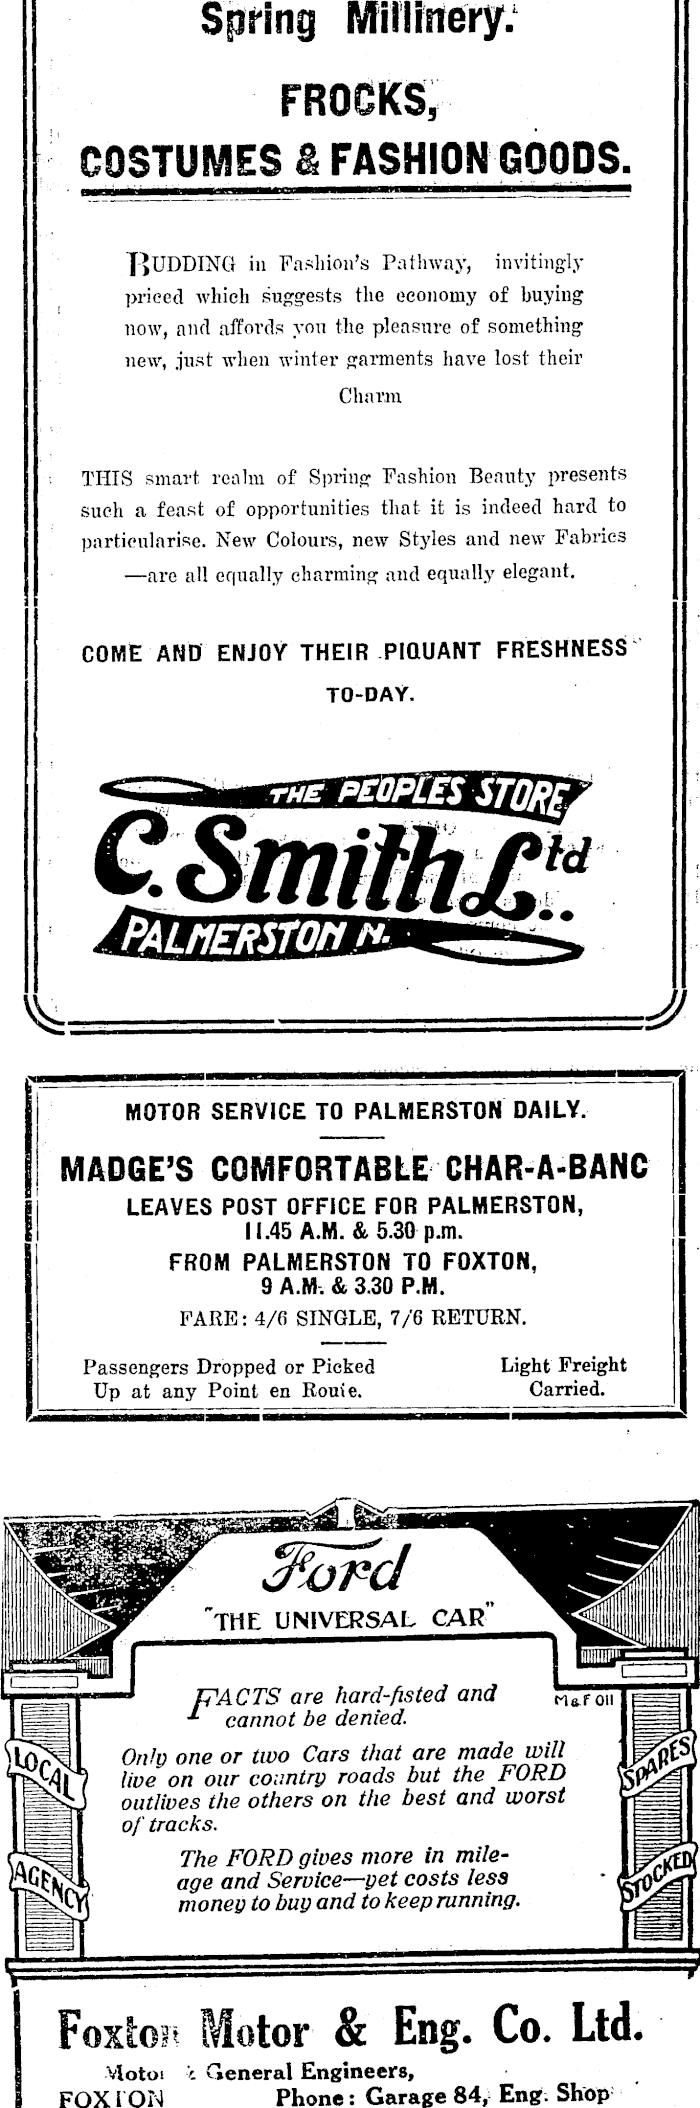 Spring Millinery.
FROCKS,
COSTUMES & FASHION GOODS.
BUDDING in Fashion's Pathway, invitingly
priced which suggests the economy of buying
now, and affords you the pleasure of something
new, just when winter garments have lost their
Charm
THIS smart realm of Spring Fashion Beauty presents
such a feast of opportunities that it is indeed hard to
particularise. New Colours, new Styles and new Fabrics
—are all equally charming and equally elegant.
COME AND ENJOY THEIR PIQUANT FRESHNESS
TO-DAY.
THE PEOPLES STORE
C. Smith Ltd..
PALMERSTON N.
MOTOR SERVICE TO PALMERSTON DAILY.
MADGE'S COMFORTABLE CHAR-A-BANC
LEAVES POST OFFICE FOR PALMERSTON,
11.45 A.M. & 5.30 p.m.
FROM PALMERSTON TO FOXTON,
9 A.M. & 3.30 P.M.
FARE: 4/6 SINGLE, 7/6 RETURN.
Passengers Dropped or Picked
Up at any Point en Route.
Light Freight
Carried.
Ford
"THE UNIVERSAL CAR"
M & F 011
FACTS are hard-fisted and
cannot be denied.
Only one or two Cars that are made will
live on our country roads but the FORD
outlives the others on the best and worst
of tracks.
The FORD gives more in mile-
age and Service—yet costs less
money to buy and to keep running.
LOCAL
AGENCY
SPARES
STOCKED
Foxton Motor & Eng. Co. Ltd.
Motor & General Engineers,
FOXTON Phone: Garage 84, Eng. Shop